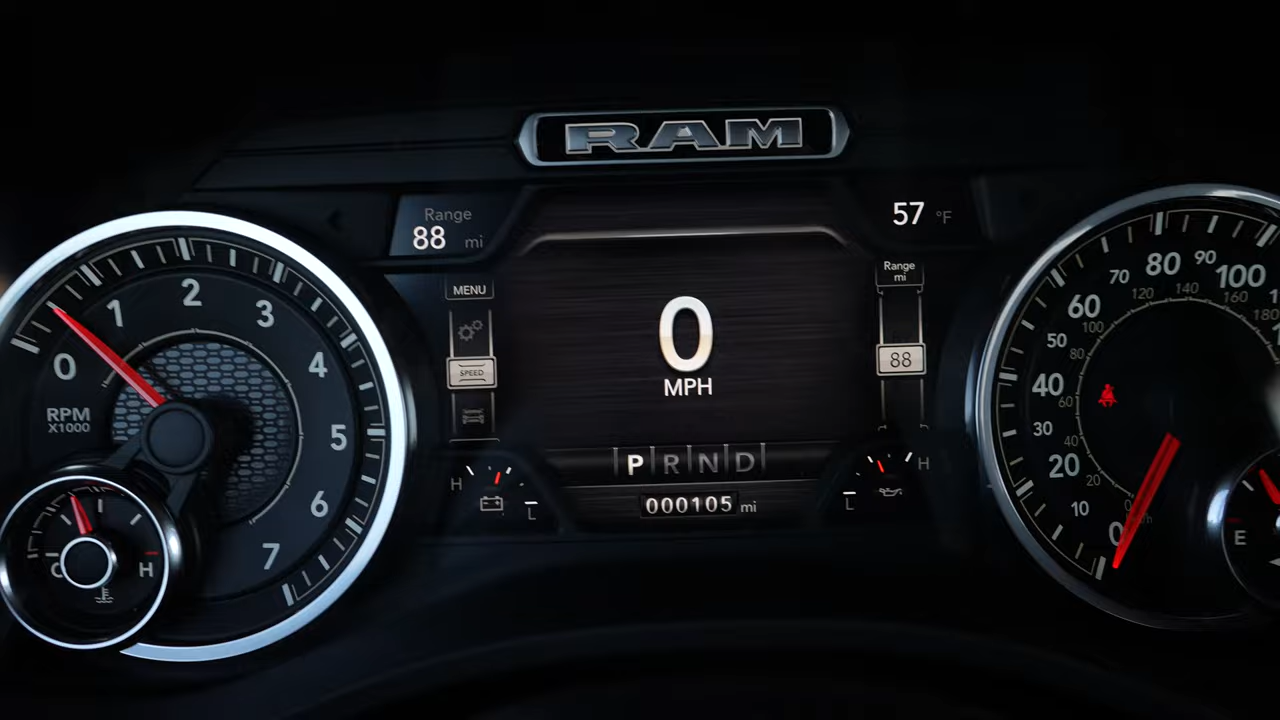 RAM
Range
88 mi
57 °F
MENU
SPEED
Range
mi
88
0
MPH
P R N D
000105 mi
H L
L H
0 1 2 3 4 5 6 7
RPM
X1000
C H
0 10 20 30 40 50 60 70 80 90 100
20 40 60 80 100 120 140 160 180
E